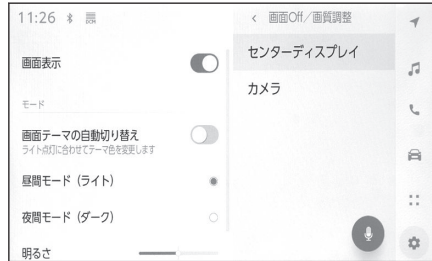 11:26
画面表示
モード
画面テーマの自動切り替え
ライト点灯に合わせてテーマ色を変更します
昼間モード（ライト）
夜間モード（ダーク）
明るさ
< 画面Off/画質調整
センターディスプレイ
カメラ